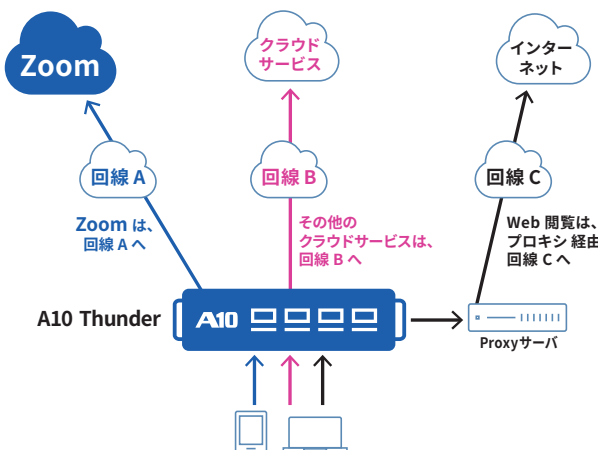 Zoom
クラウド
サービス
インター
ネット
回線 A
回線 B
回線 C
Zoom は、
回線 A へ
その他の
クラウドサービスは、
回線 B へ
Web 閲覧は、
プロキシ 経由
回線 C へ
A10 Thunder
A10
Proxyサーバ